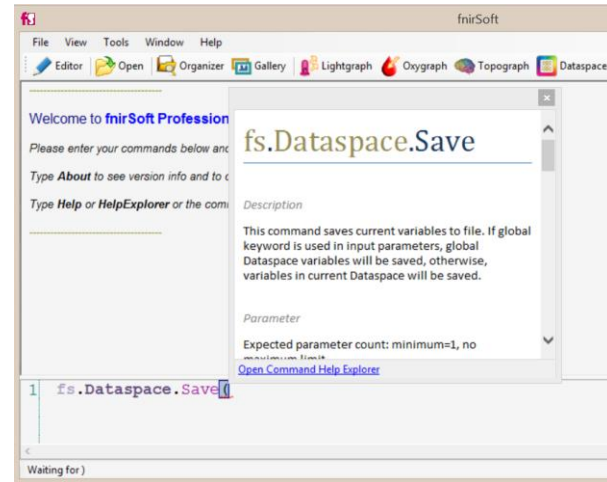 fnirSoft
File View Tools Window Help
Editor Open Organizer Gallery Lightgraph Oxygraph Topograph Dataspace
Welcome to fnirSoft Profession
Please enter your commands below and
Type About to see version info and to
Type Help or HelpExplorer or the com
fs.Dataspace.Save
Description
This command saves current variables to file. If global
keyword is used in input parameters, global
Dataspace variables will be saved, otherwise,
variables in current Dataspace will be saved.
Parameter
Expected parameter count: minimum=1, no
maximum limit
Open Command Help Explorer
1 fs.Dataspace.Save(
Waiting for )